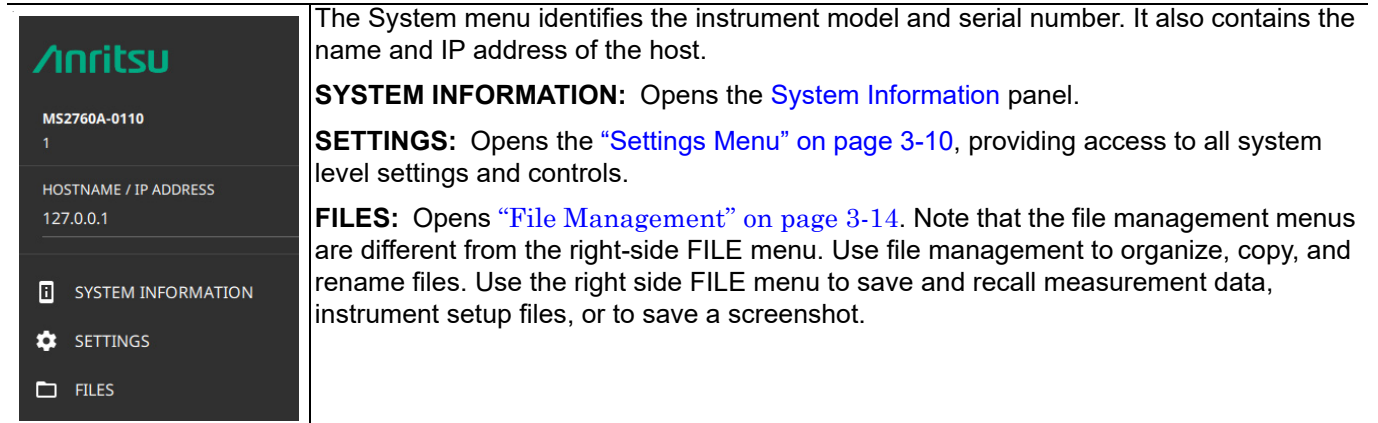 Anritsu
MS2760A-0110
1
HOSTNAME / IP ADDRESS
127.0.0.1
SYSTEM INFORMATION
SETTINGS
FILES
The System menu identifies the instrument model and serial number. It also contains the
name and IP address of the host.
SYSTEM INFORMATION: Opens the System Information panel.
SETTINGS: Opens the “Settings Menu” on page 3-10, providing access to all system
level settings and controls.
FILES: Opens “File Management” on page 3-14. Note that the file management menus
are different from the right-side FILE menu. Use file management to organize, copy, and
rename files. Use the right side FILE menu to save and recall measurement data,
instrument setup files, or to save a screenshot.